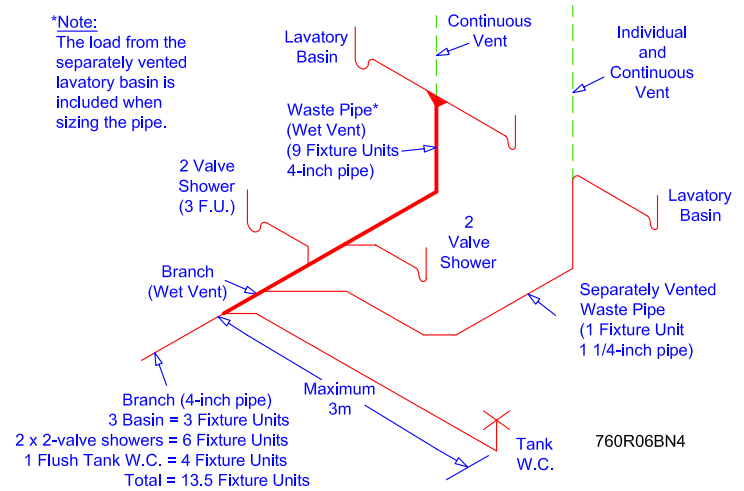 *Note:
The load from the
separately vented
lavatory basin is
included when
sizing the pipe.
Lavatory
Basin
Continuous
Vent
Individual
and
Continuous
Vent
Waste Pipe*
(Wet Vent)
(9 Fixture Units
4-inch pipe)
2 Valve
Shower
(3 F.U.)
2
Valve
Shower
Lavatory
Basin
Branch
(Wet Vent)
Separately Vented
Waste Pipe
(1 Fixture Unit
1 1/4-inch pipe)
Maximum
3m
Branch (4-inch pipe)
3 Basin = 3 Fixture Units
2 x 2-valve showers = 6 Fixture Units
1 Flush Tank W.C. = 4 Fixture Units
Total = 13.5 Fixture Units
Tank
W.C.
760R06BN4